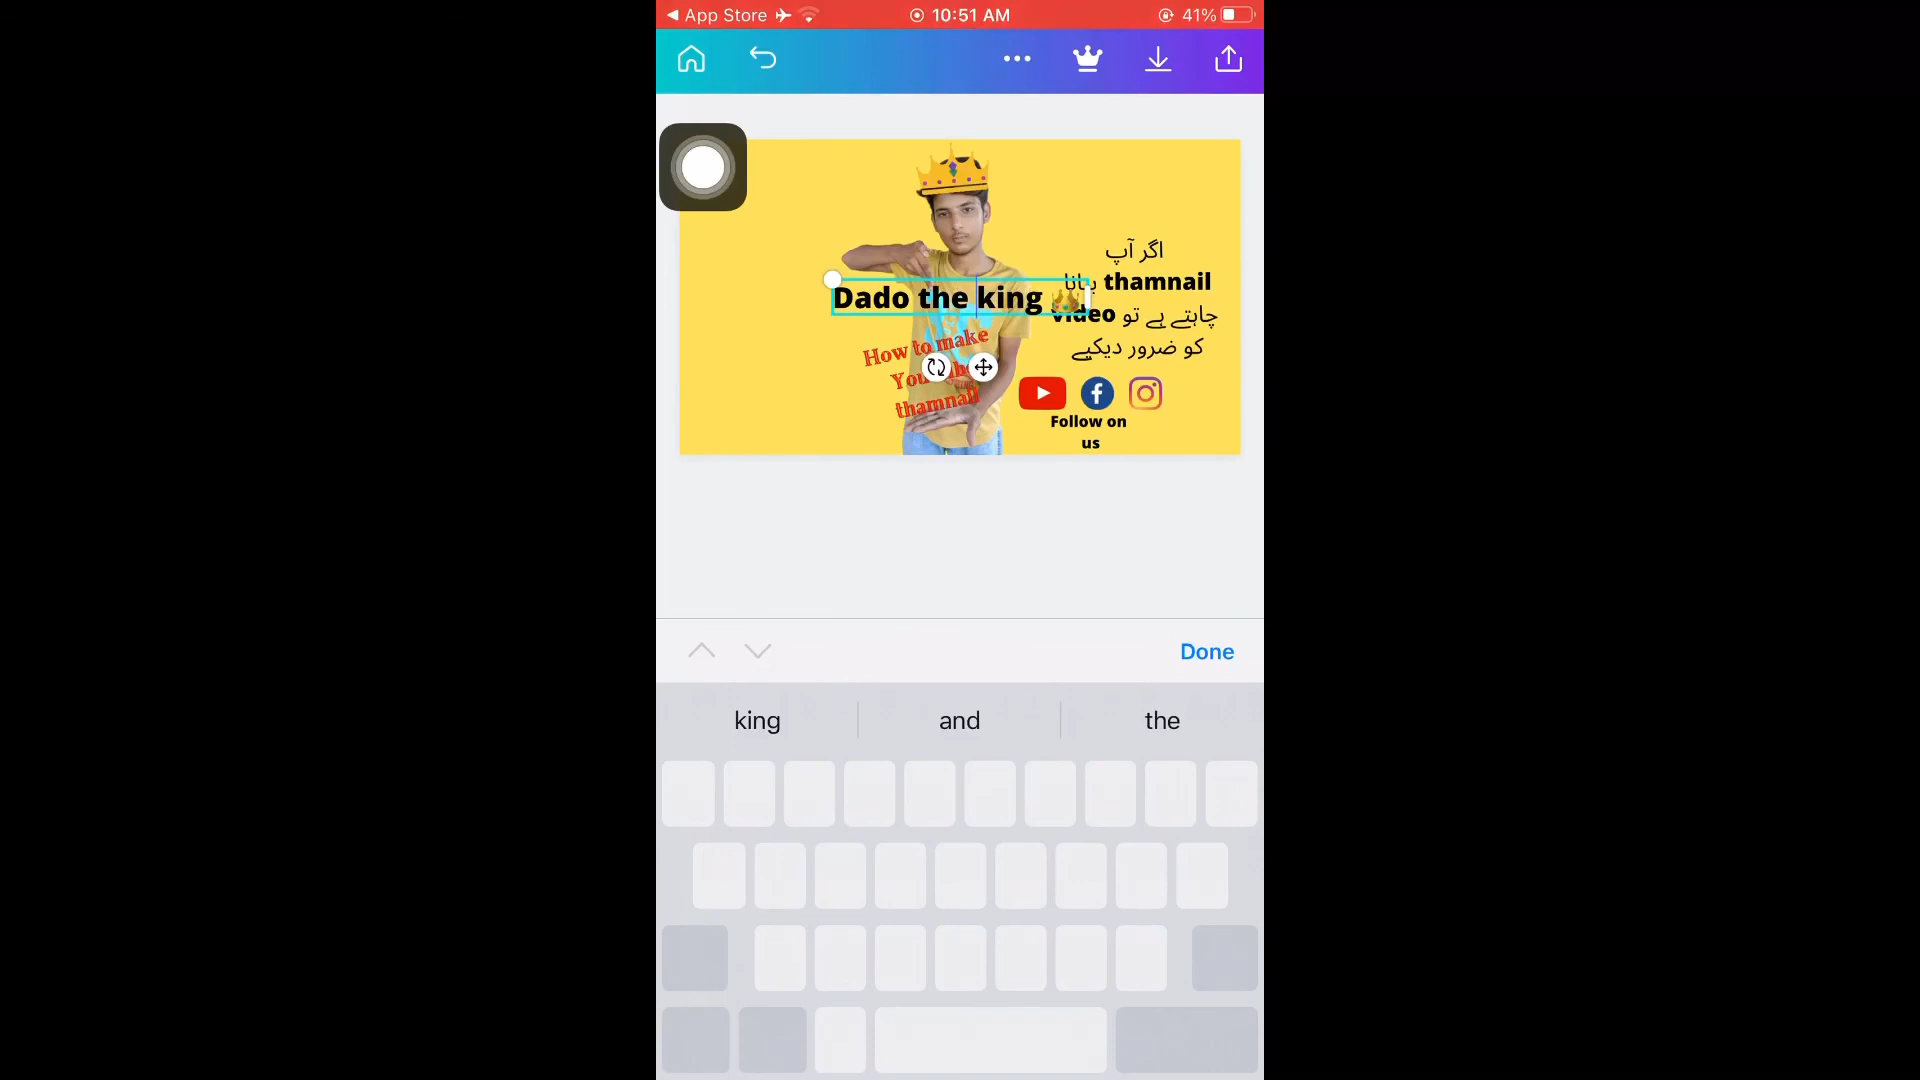 App Store
10:51 AM
41%
اگر آپ
thamnail بنانا
چاہتے ہے تو video
کو ضرور دیکیے
Dado the king 👑
How to make
thamnail
Follow on
us
Done
king
and
the